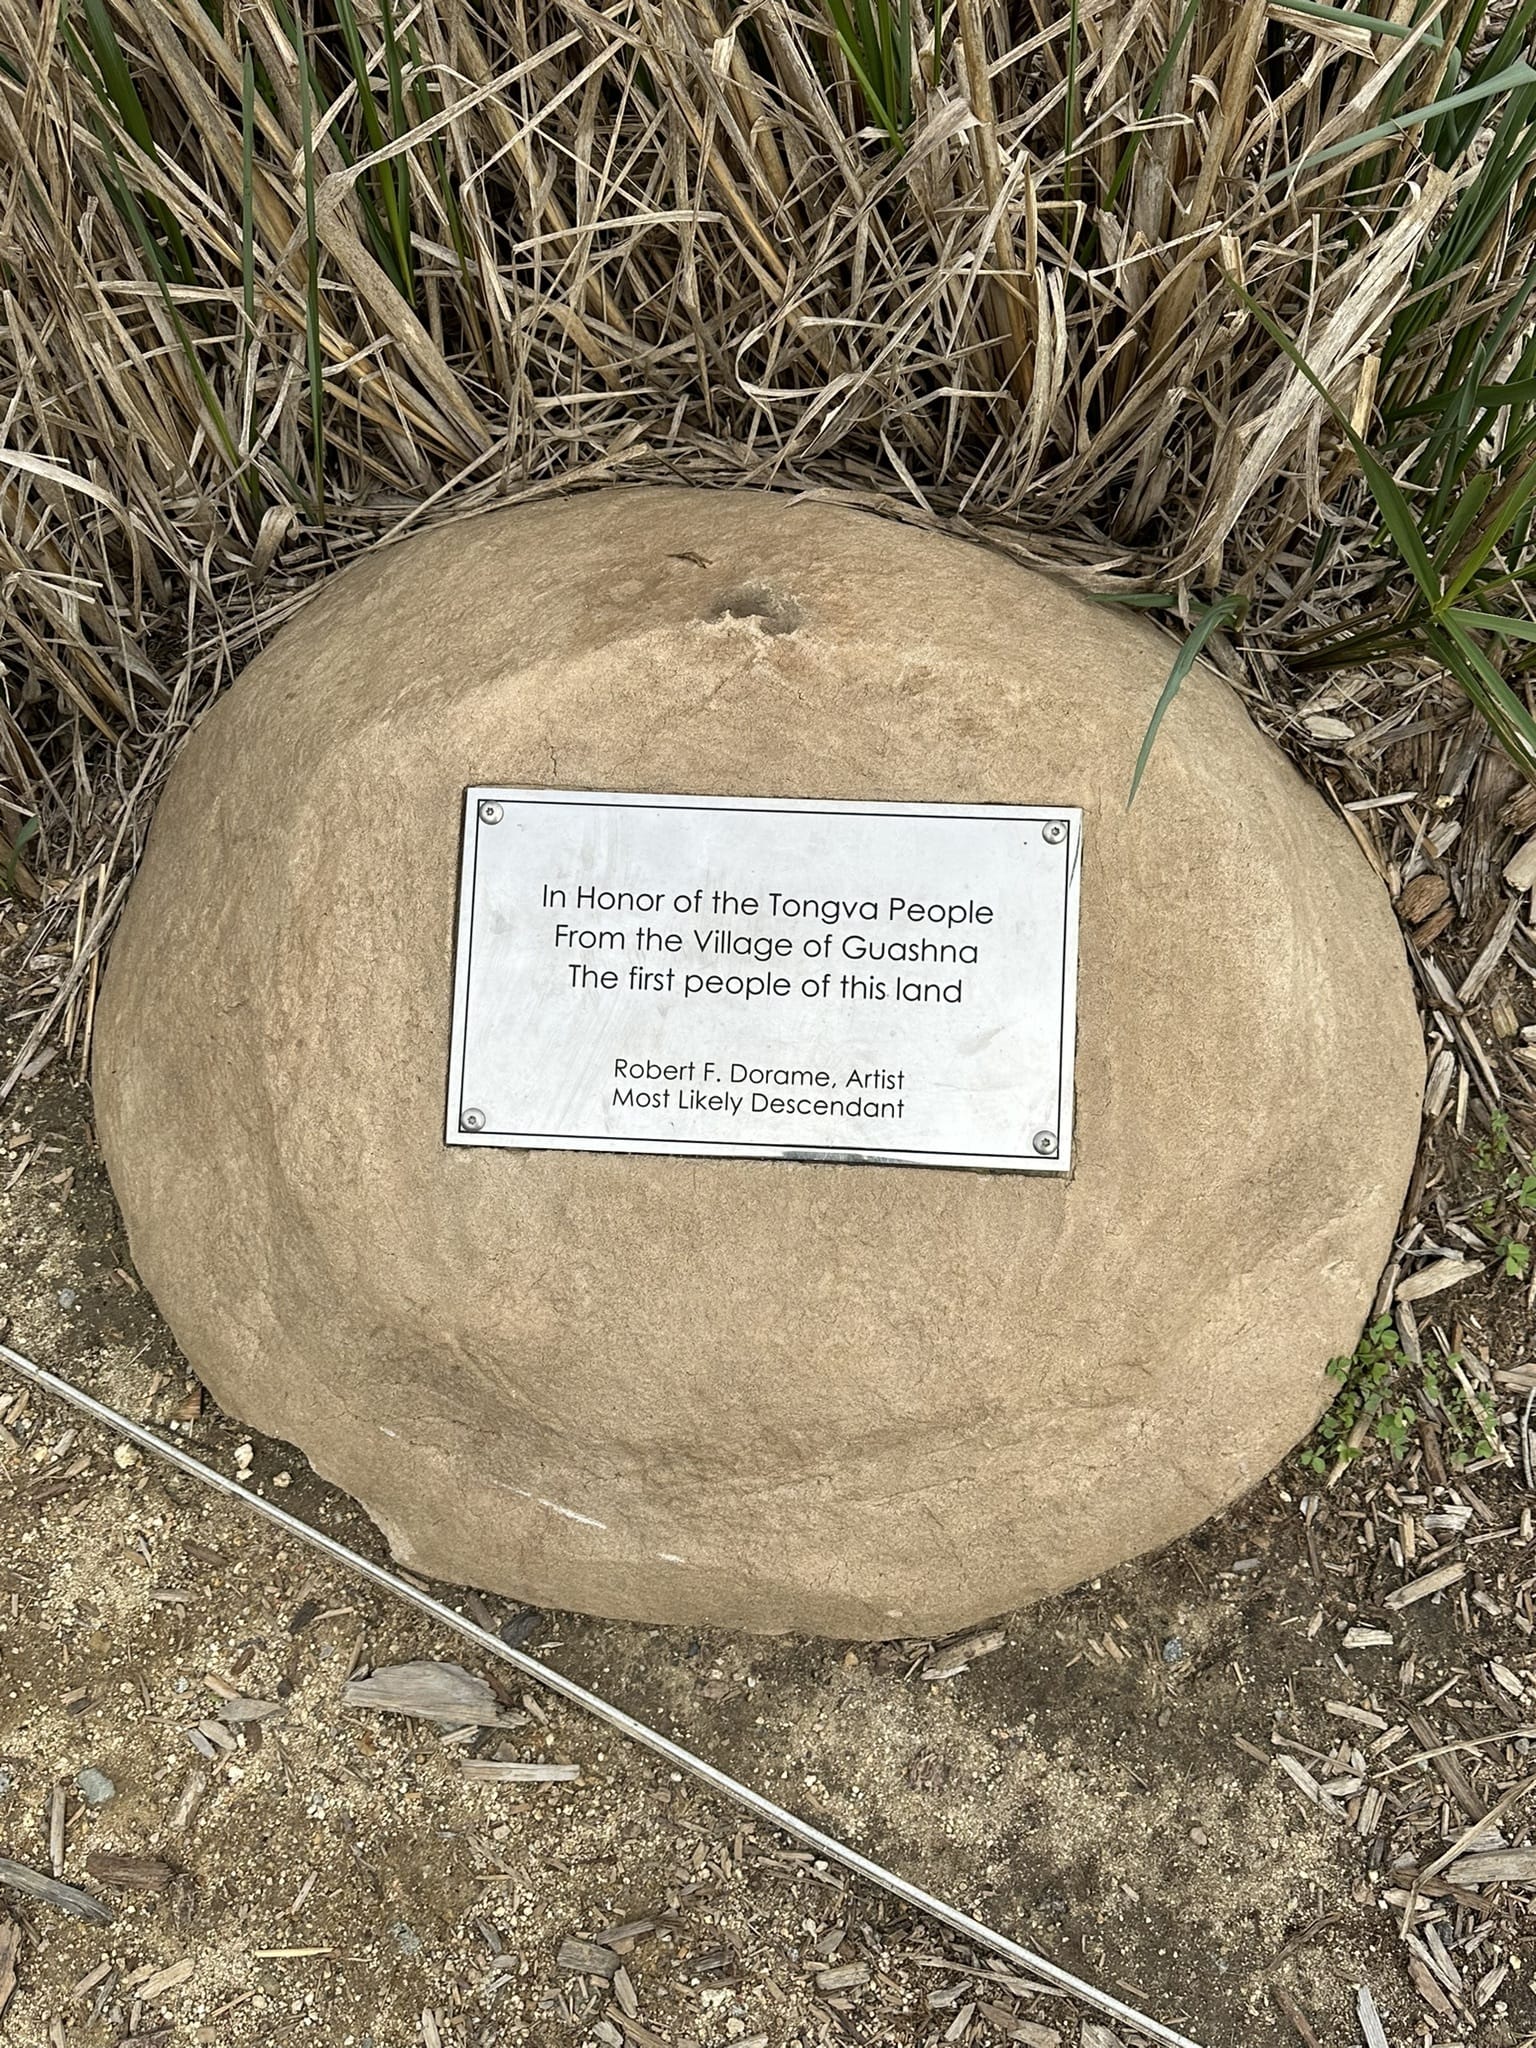 In Honor of the Tongva People
From the Village of Guashna
The first people of this land
Robert F. Dorame, Artist
Most Likely Descendant